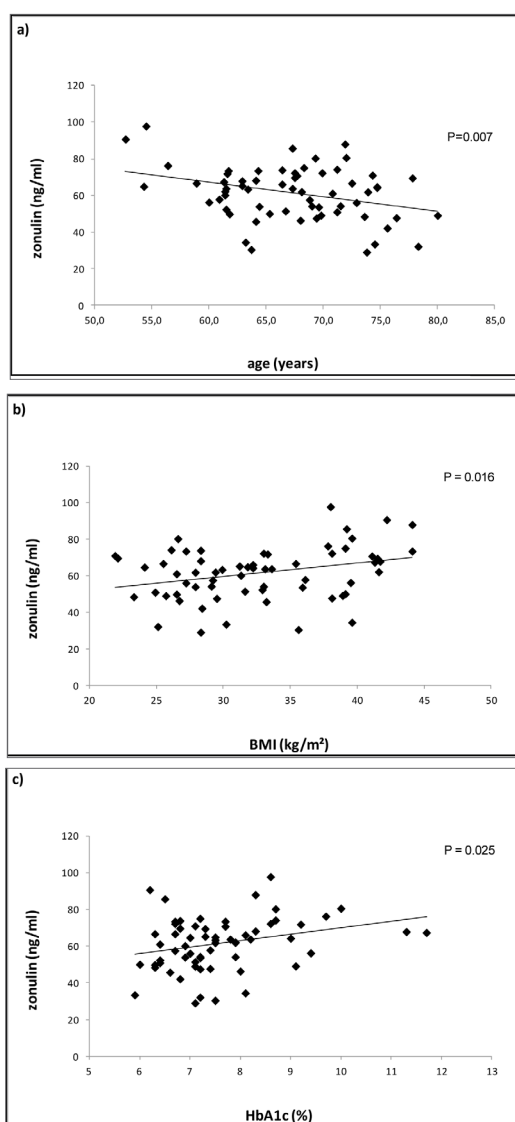 a)
120
100
80
60
40
20
0
zonulin (ng/ml)
P=0.007
50,0 55,0 60,0 65,0 70,0 75,0 80,0 85,0
age (years)
b)
120
100
80
60
40
20
0
zonulin (ng/ml)
P = 0.016
20 25 30 35 40 45 50
BMI (kg/m²)
c)
120
100
80
60
40
20
0
zonulin (ng/ml)
P = 0.025
5 6 7 8 9 10 11 12 13
HbA1c (%)